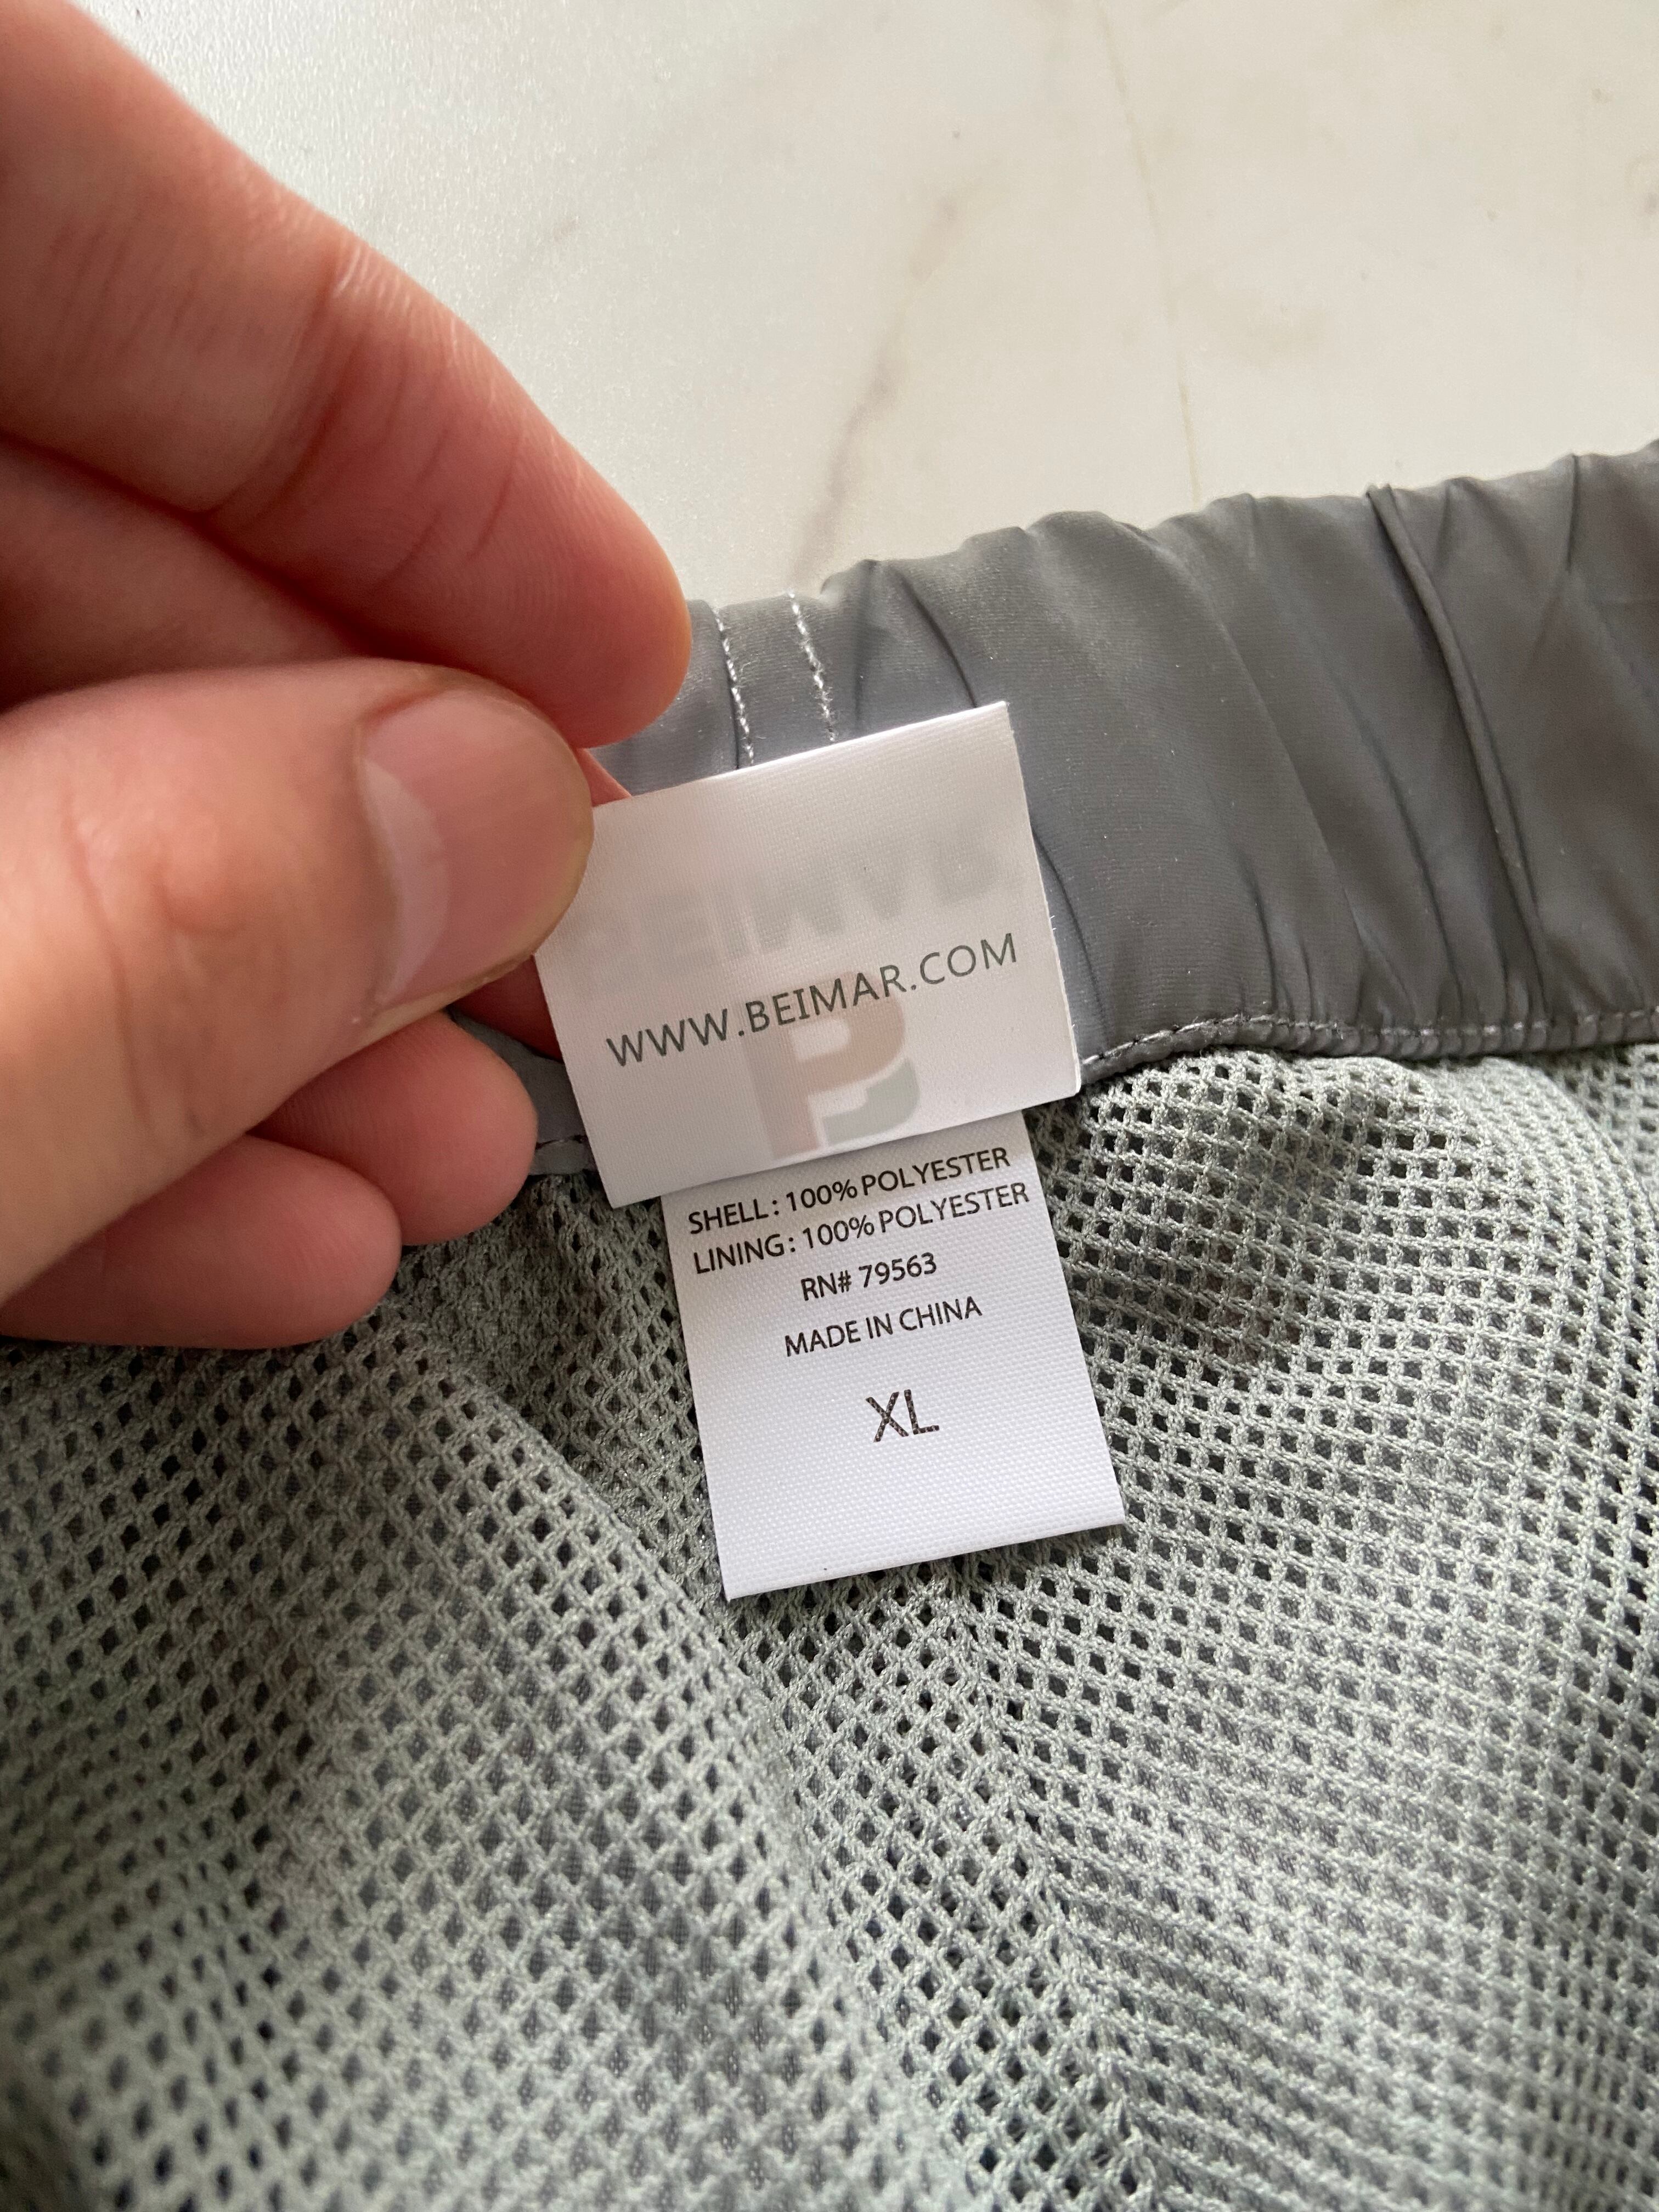 WWW.BEIMAR.COM
SHELL: 100% POLYESTER
LINING: 100% POLYESTER
RN# 79563
MADE IN CHINA
XL